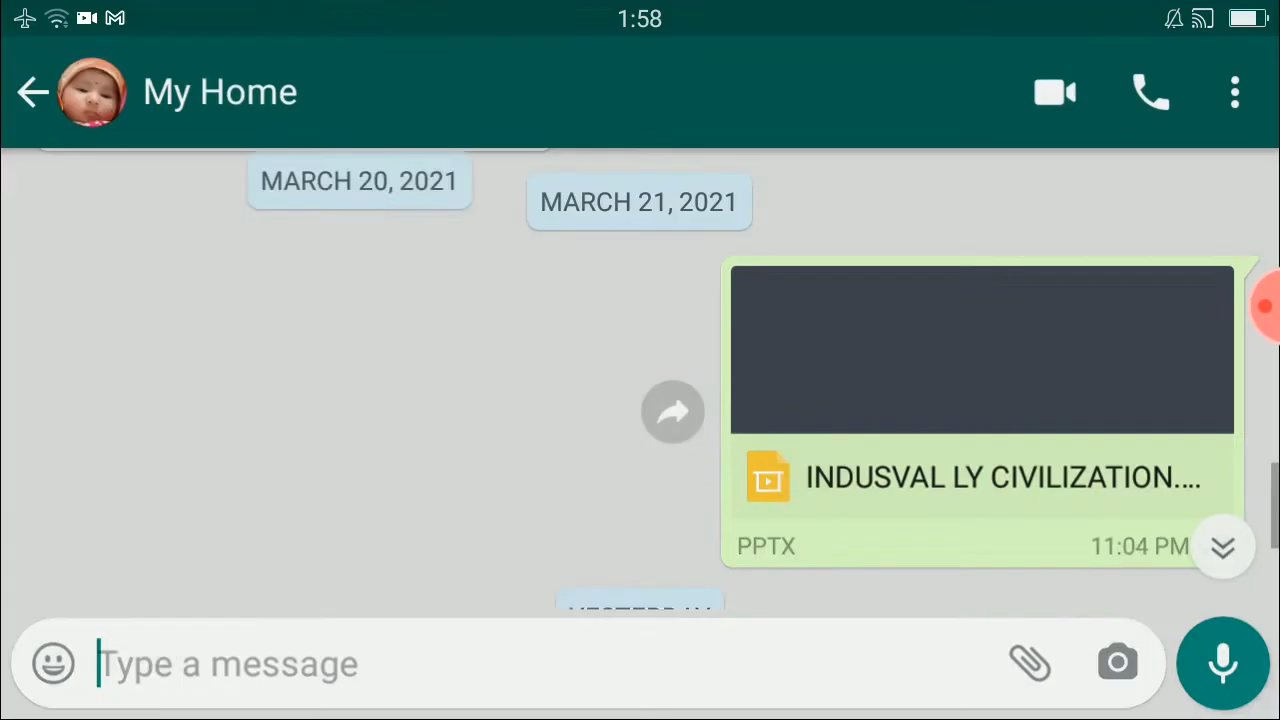 1:58
My Home
MARCH 20, 2021
MARCH 21, 2021
INDUSVAL LY CIVILIZATION....
PPTX
11:04 PM
YESTERDAY
Type a message